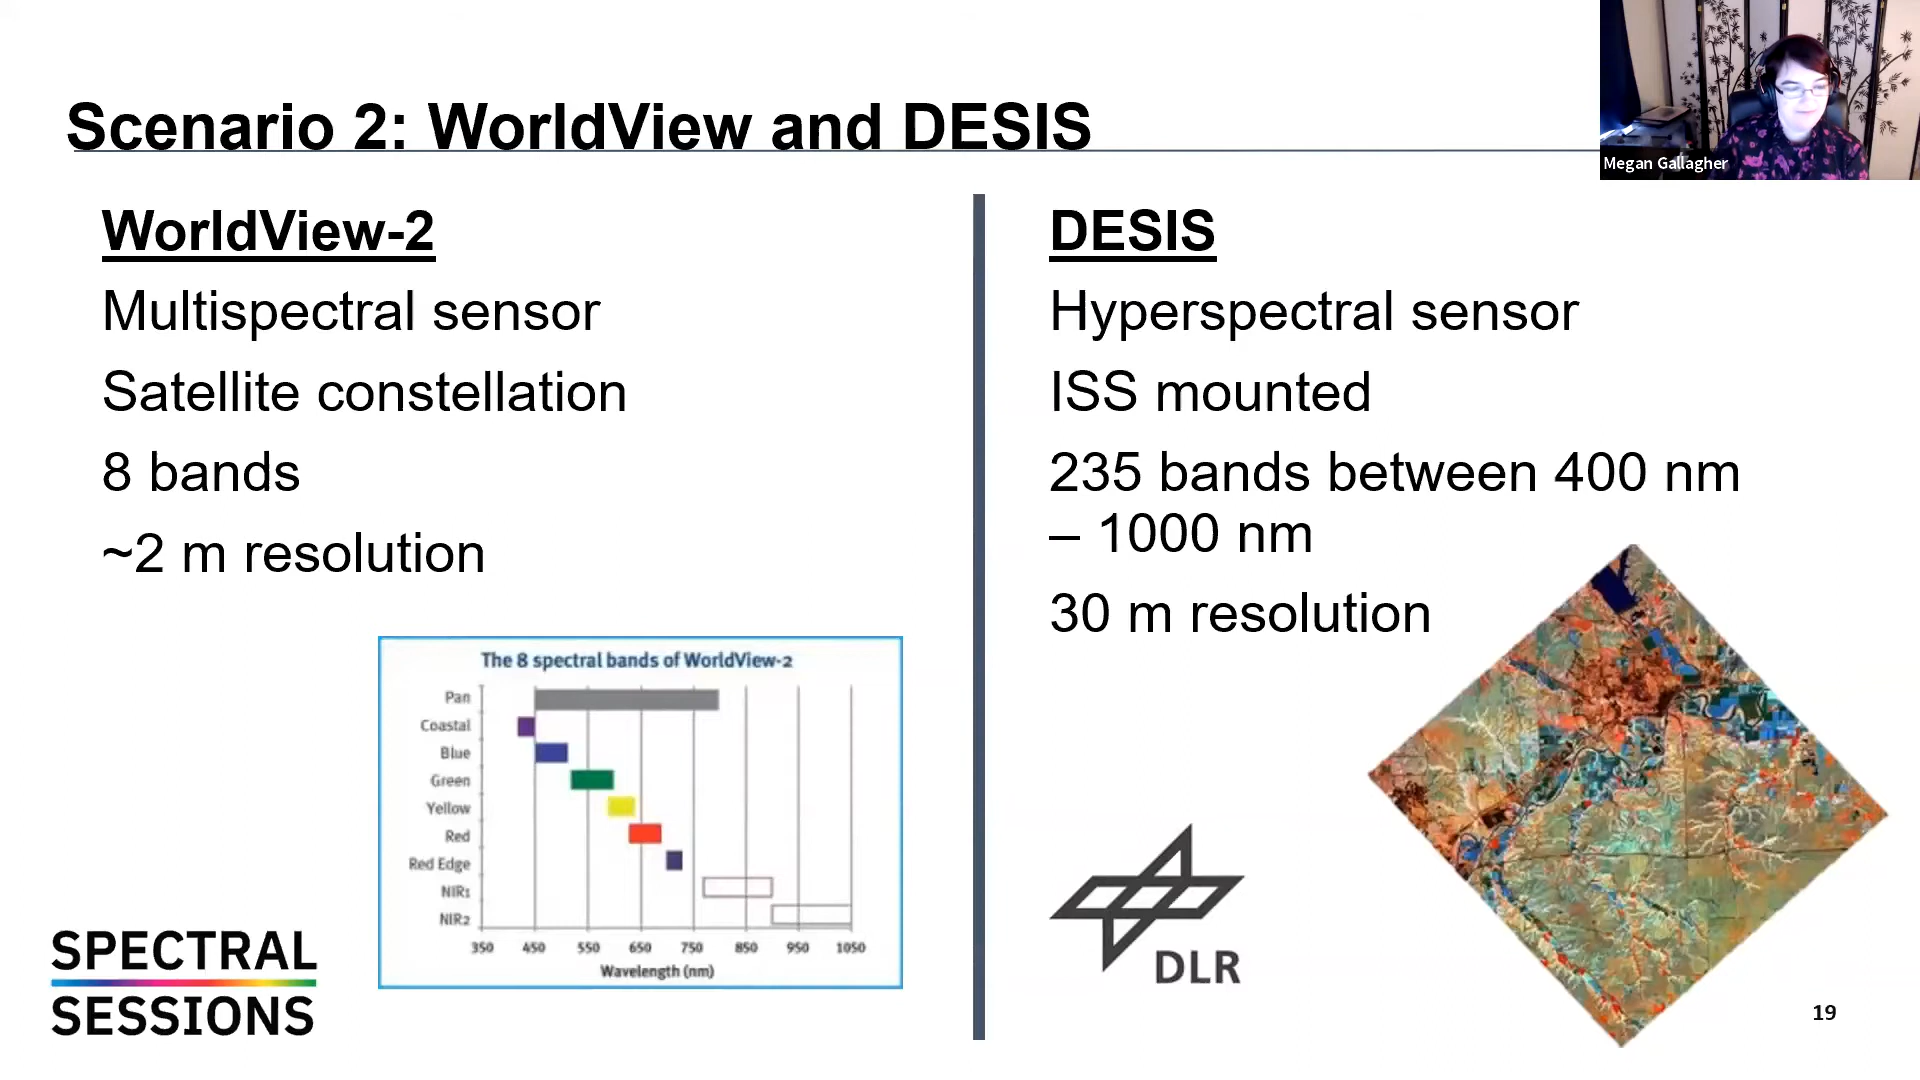 Scenario 2: WorldView and DESIS
Megan Gallagher
WorldView-2
Multispectral sensor
Satellite constellation
8 bands
~2 m resolution
The 8 spectral bands of WorldView-2
Pan
Coastal
Blue
Green
Yellow
Red
Red Edge
NIR1
NIR2
350 450 550 650 750 850 950 1050
Wavelength (nm)
SPECTRAL
SESSIONS
DESIS
Hyperspectral sensor
ISS mounted
235 bands between 400 nm
– 1000 nm
30 m resolution
DLR
19